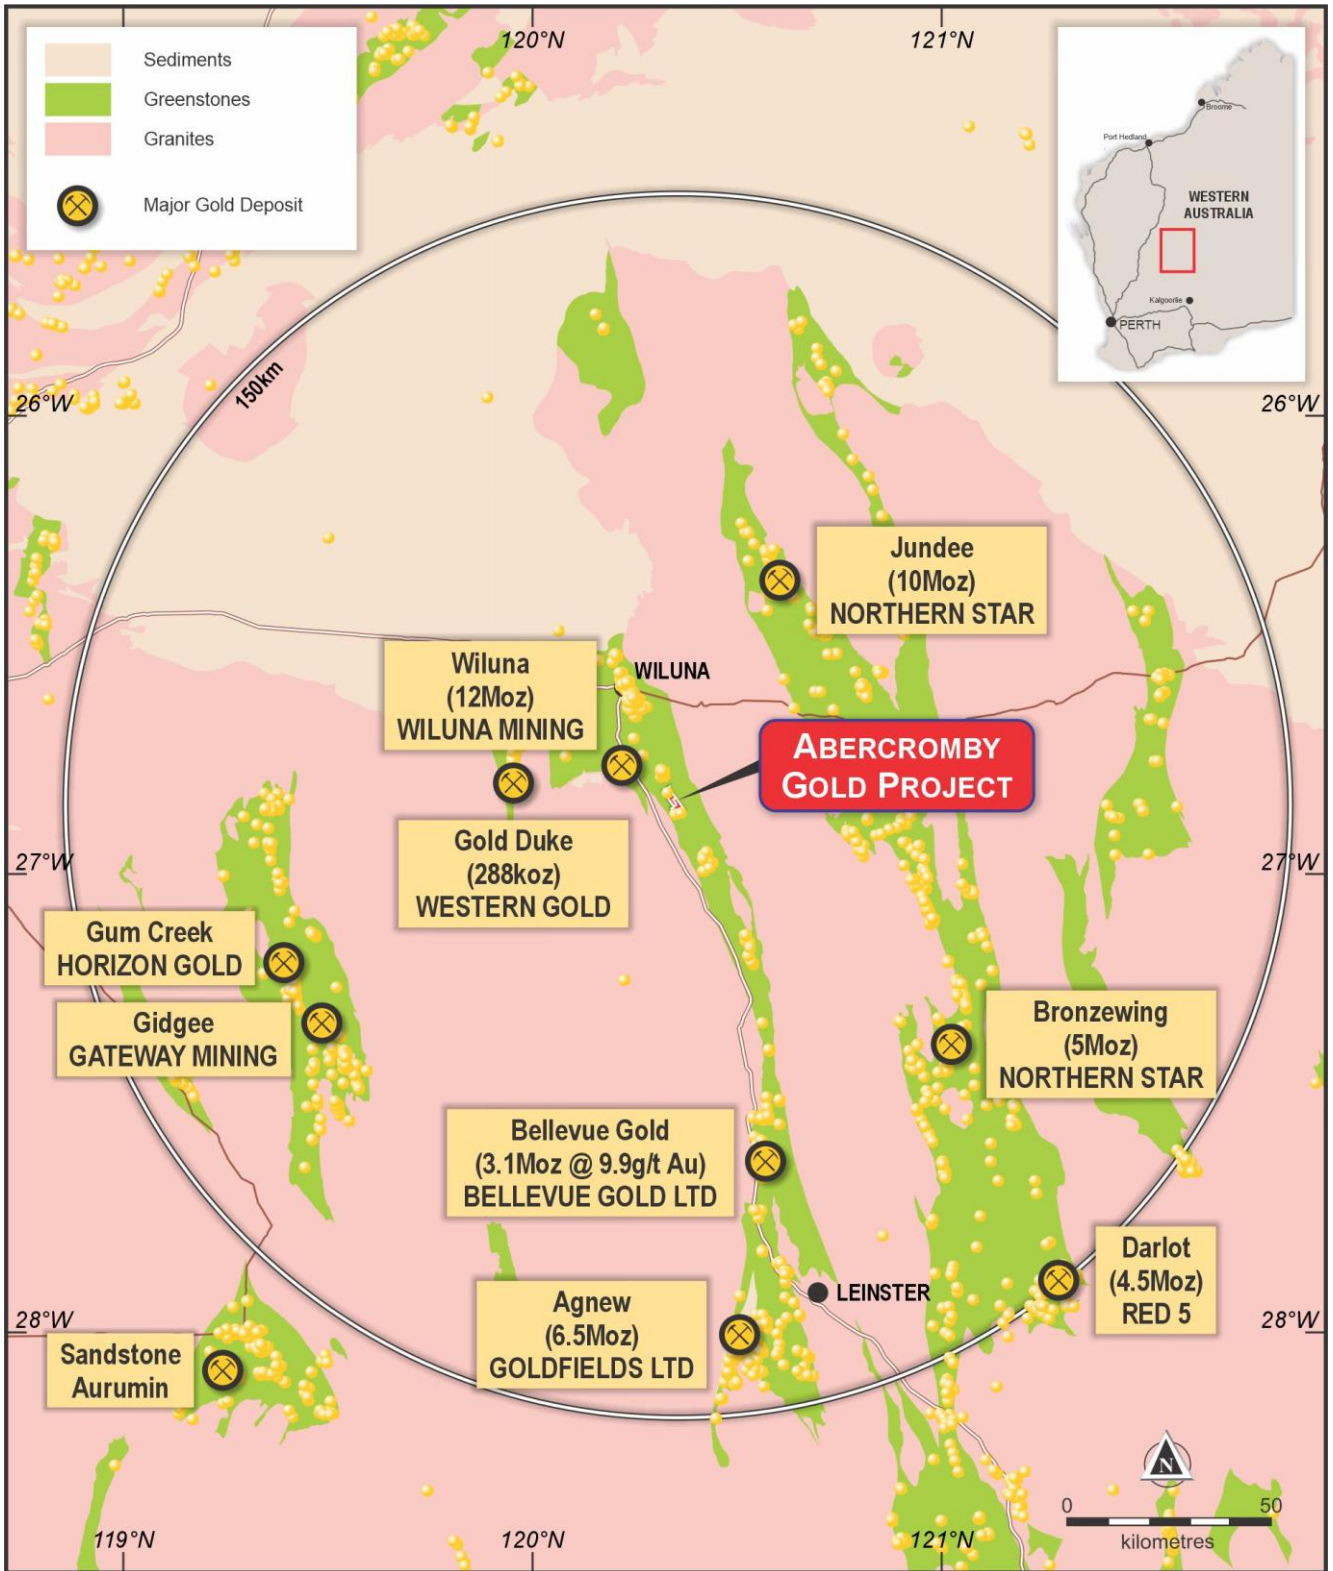 Sediments
Greenstones
Granites
Major Gold Deposit
120°N
121°N
Broome
Port Hedland
WESTERN
AUSTRALIA
Kalgoorlie
PERTH
150km
26°W
26°W
Jundee
(10Moz)
NORTHERN STAR
Wiluna
(12Moz)
WILUNA MINING
WILUNA
ABERCROMBY
GOLD PROJECT
Gold Duke
(288koz)
WESTERN GOLD
27°W
27°W
Gum Creek
HORIZON GOLD
Gidgee
GATEWAY MINING
Bronzewing
(5Moz)
NORTHERN STAR
Bellevue Gold
(3.1Moz @ 9.9g/t Au)
BELLEVUE GOLD LTD
Darlot
(4.5Moz)
RED 5
LEINSTER
Agnew
(6.5Moz)
GOLDFIELDS LTD
28°W
28°W
Sandstone
Aurumin
N
0
50
kilometres
119°N
120°N
121°N